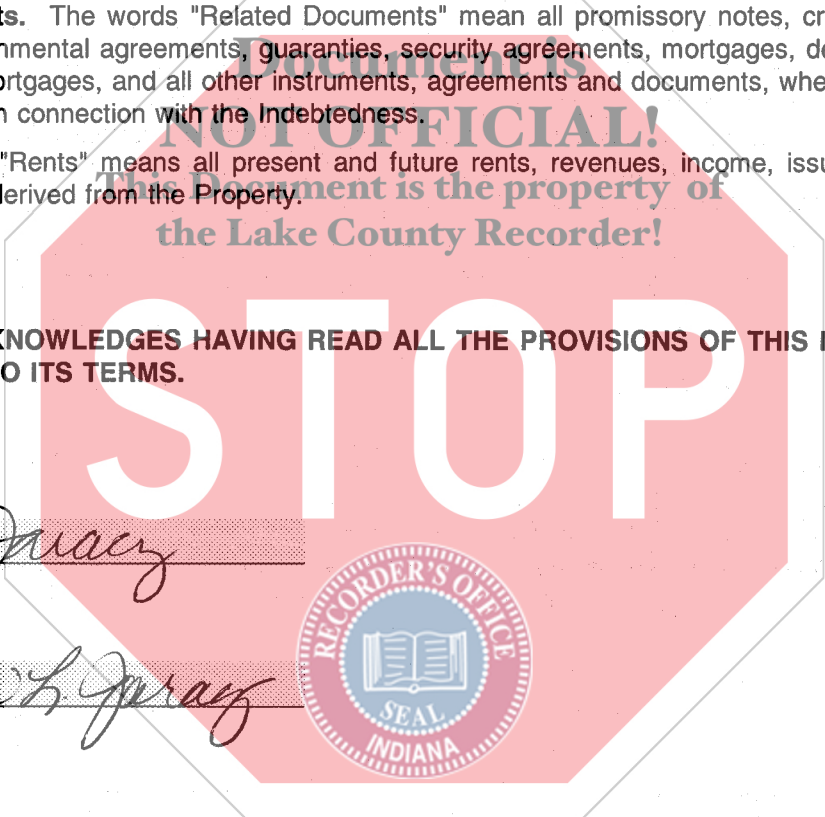 ts. The words "Related Documents" mean all promissory notes, cr
nmental agreements, guaranties, security agreements, mortgages, de
ortgages, and all other instruments, agreements and documents, whe
n connection with the Indebtedness.
Document is
NOT OFFICIAL!
"Rents" means all present and future rents, revenues, income, issu
derived from the Property.
This Document is the property of
the Lake County Recorder!
KNOWLEDGES HAVING READ ALL THE PROVISIONS OF THIS
O ITS TERMS.
STOP
RECORDER'S OFFICE
SEAL
INDIANA